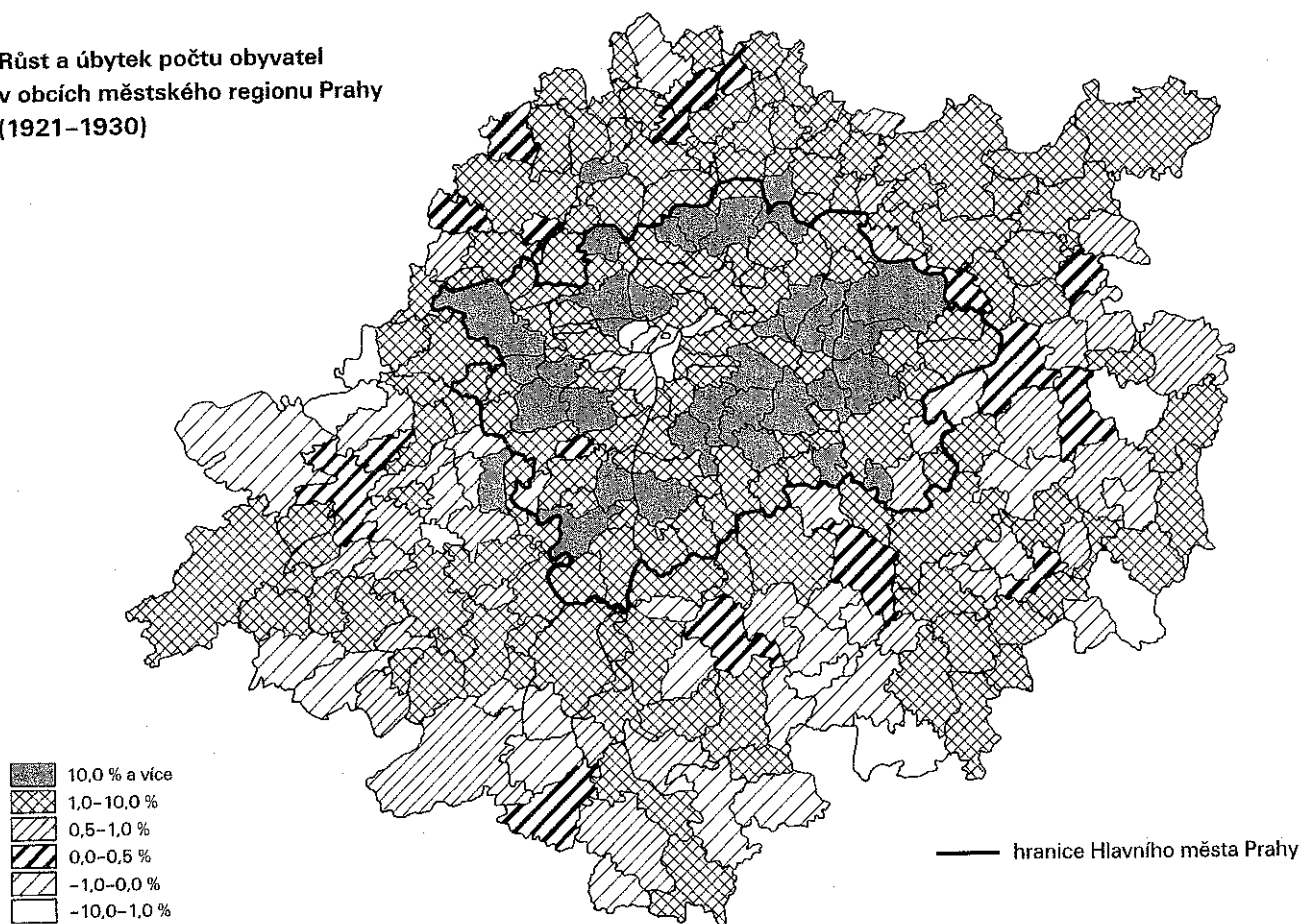 Růst a úbytek počtu obyvatel
v obcích městského regionu Prahy
(1921–1930)
10,0 % a více
1,0–10,0 %
0,5–1,0 %
0,0–0,5 %
–1,0–0,0 %
–10,0–1,0 %
hranice Hlavního města Prahy